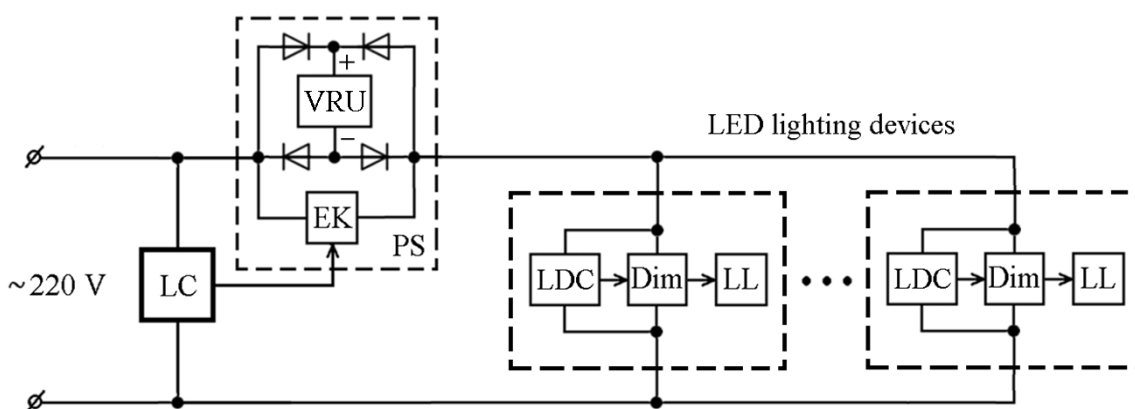 +
VRU
−
LED lighting devices
EK
PS
~220 V
LC
LDC
Dim
LL
LDC
Dim
LL